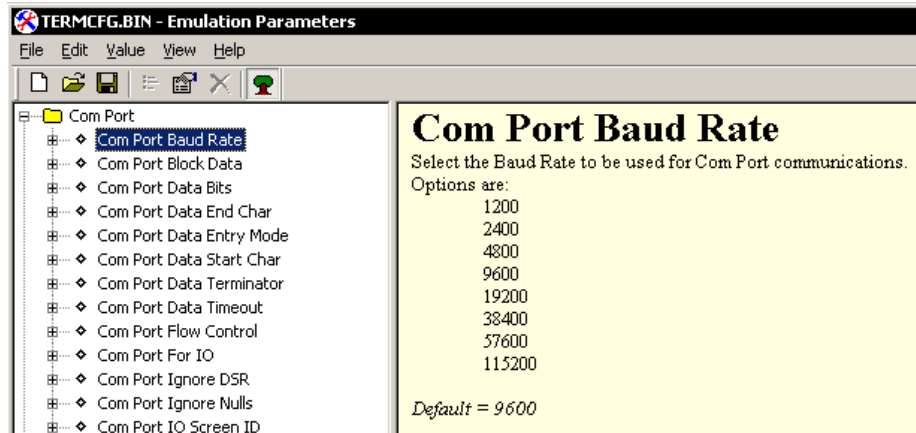 TERMCFG.BIN - Emulation Parameters
File Edit Value View Help
Com Port
Com Port Baud Rate
Com Port Block Data
Com Port Data Bits
Com Port Data End Char
Com Port Data Entry Mode
Com Port Data Start Char
Com Port Data Terminator
Com Port Data Timeout
Com Port Flow Control
Com Port For IO
Com Port Ignore DSR
Com Port Ignore Nulls
Com Port IO Screen ID
Com Port Baud Rate
Select the Baud Rate to be used for Com Port communications.
Options are:
1200
2400
4800
9600
19200
38400
57600
115200
Default = 9600